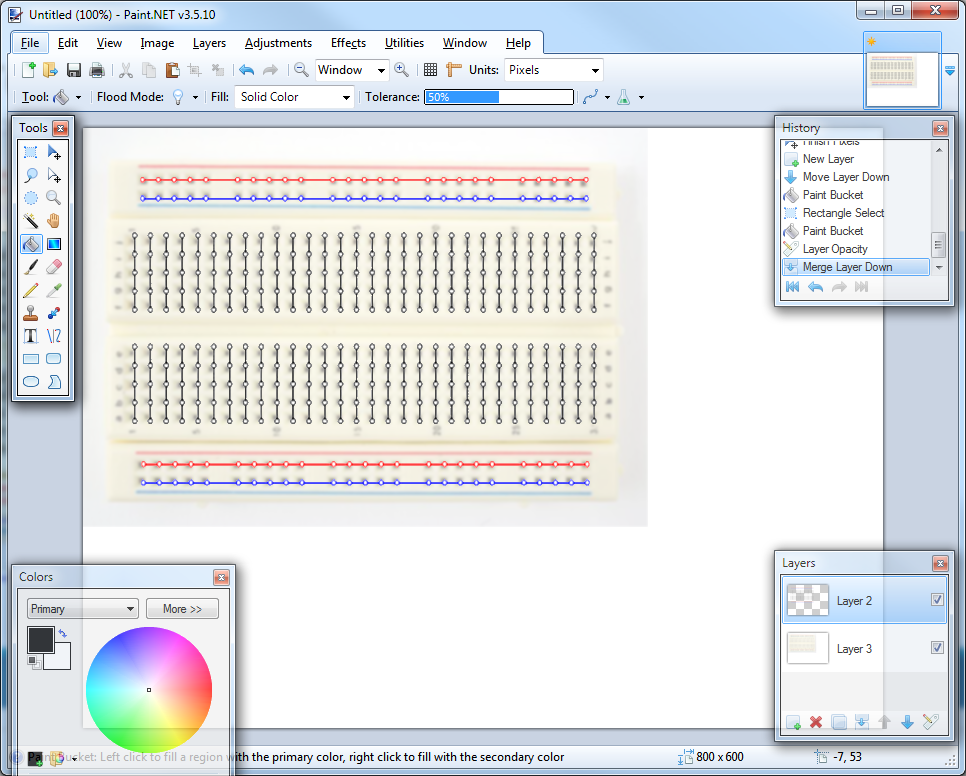 Untitled (100%) - Paint.NET v3.5.10
File Edit View Image Layers Adjustments Effects Utilities Window Help
Window Units: Pixels
Tool: Flood Mode: Fill: Solid Color Tolerance: 50%
Tools
History
Finish Pixels
New Layer
Move Layer Down
Paint Bucket
Rectangle Select
Paint Bucket
Layer Opacity
Merge Layer Down
Colors
Primary More >>
Layers
Layer 2
Layer 3
Paint Bucket: Left click to fill a region with the primary color, right click to fill with the secondary color
800 x 600
-7, 53